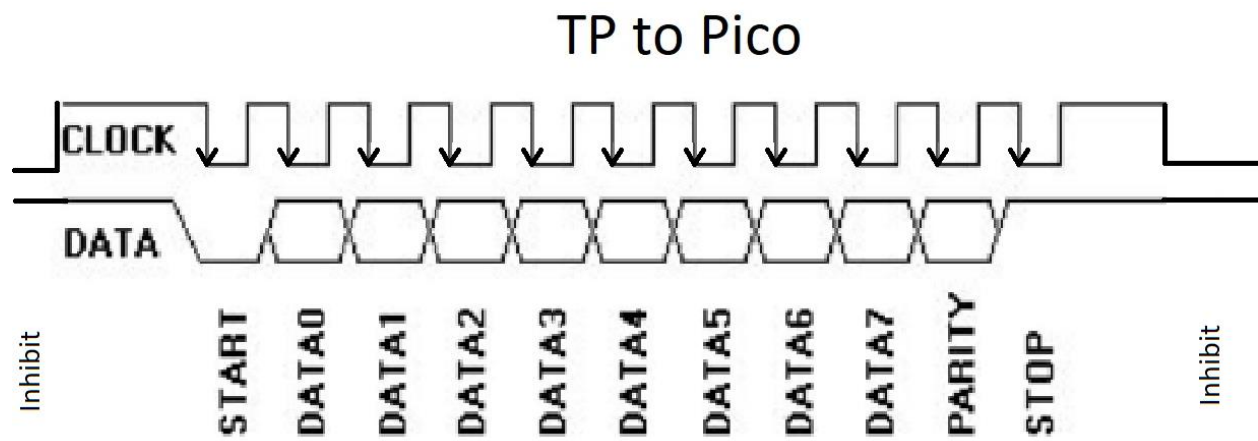 TP to Pico
CLOCK
DATA
Inhibit
START
DATA0
DATA1
DATA2
DATA3
DATA4
DATA5
DATA6
DATA7
PARITY
STOP
Inhibit